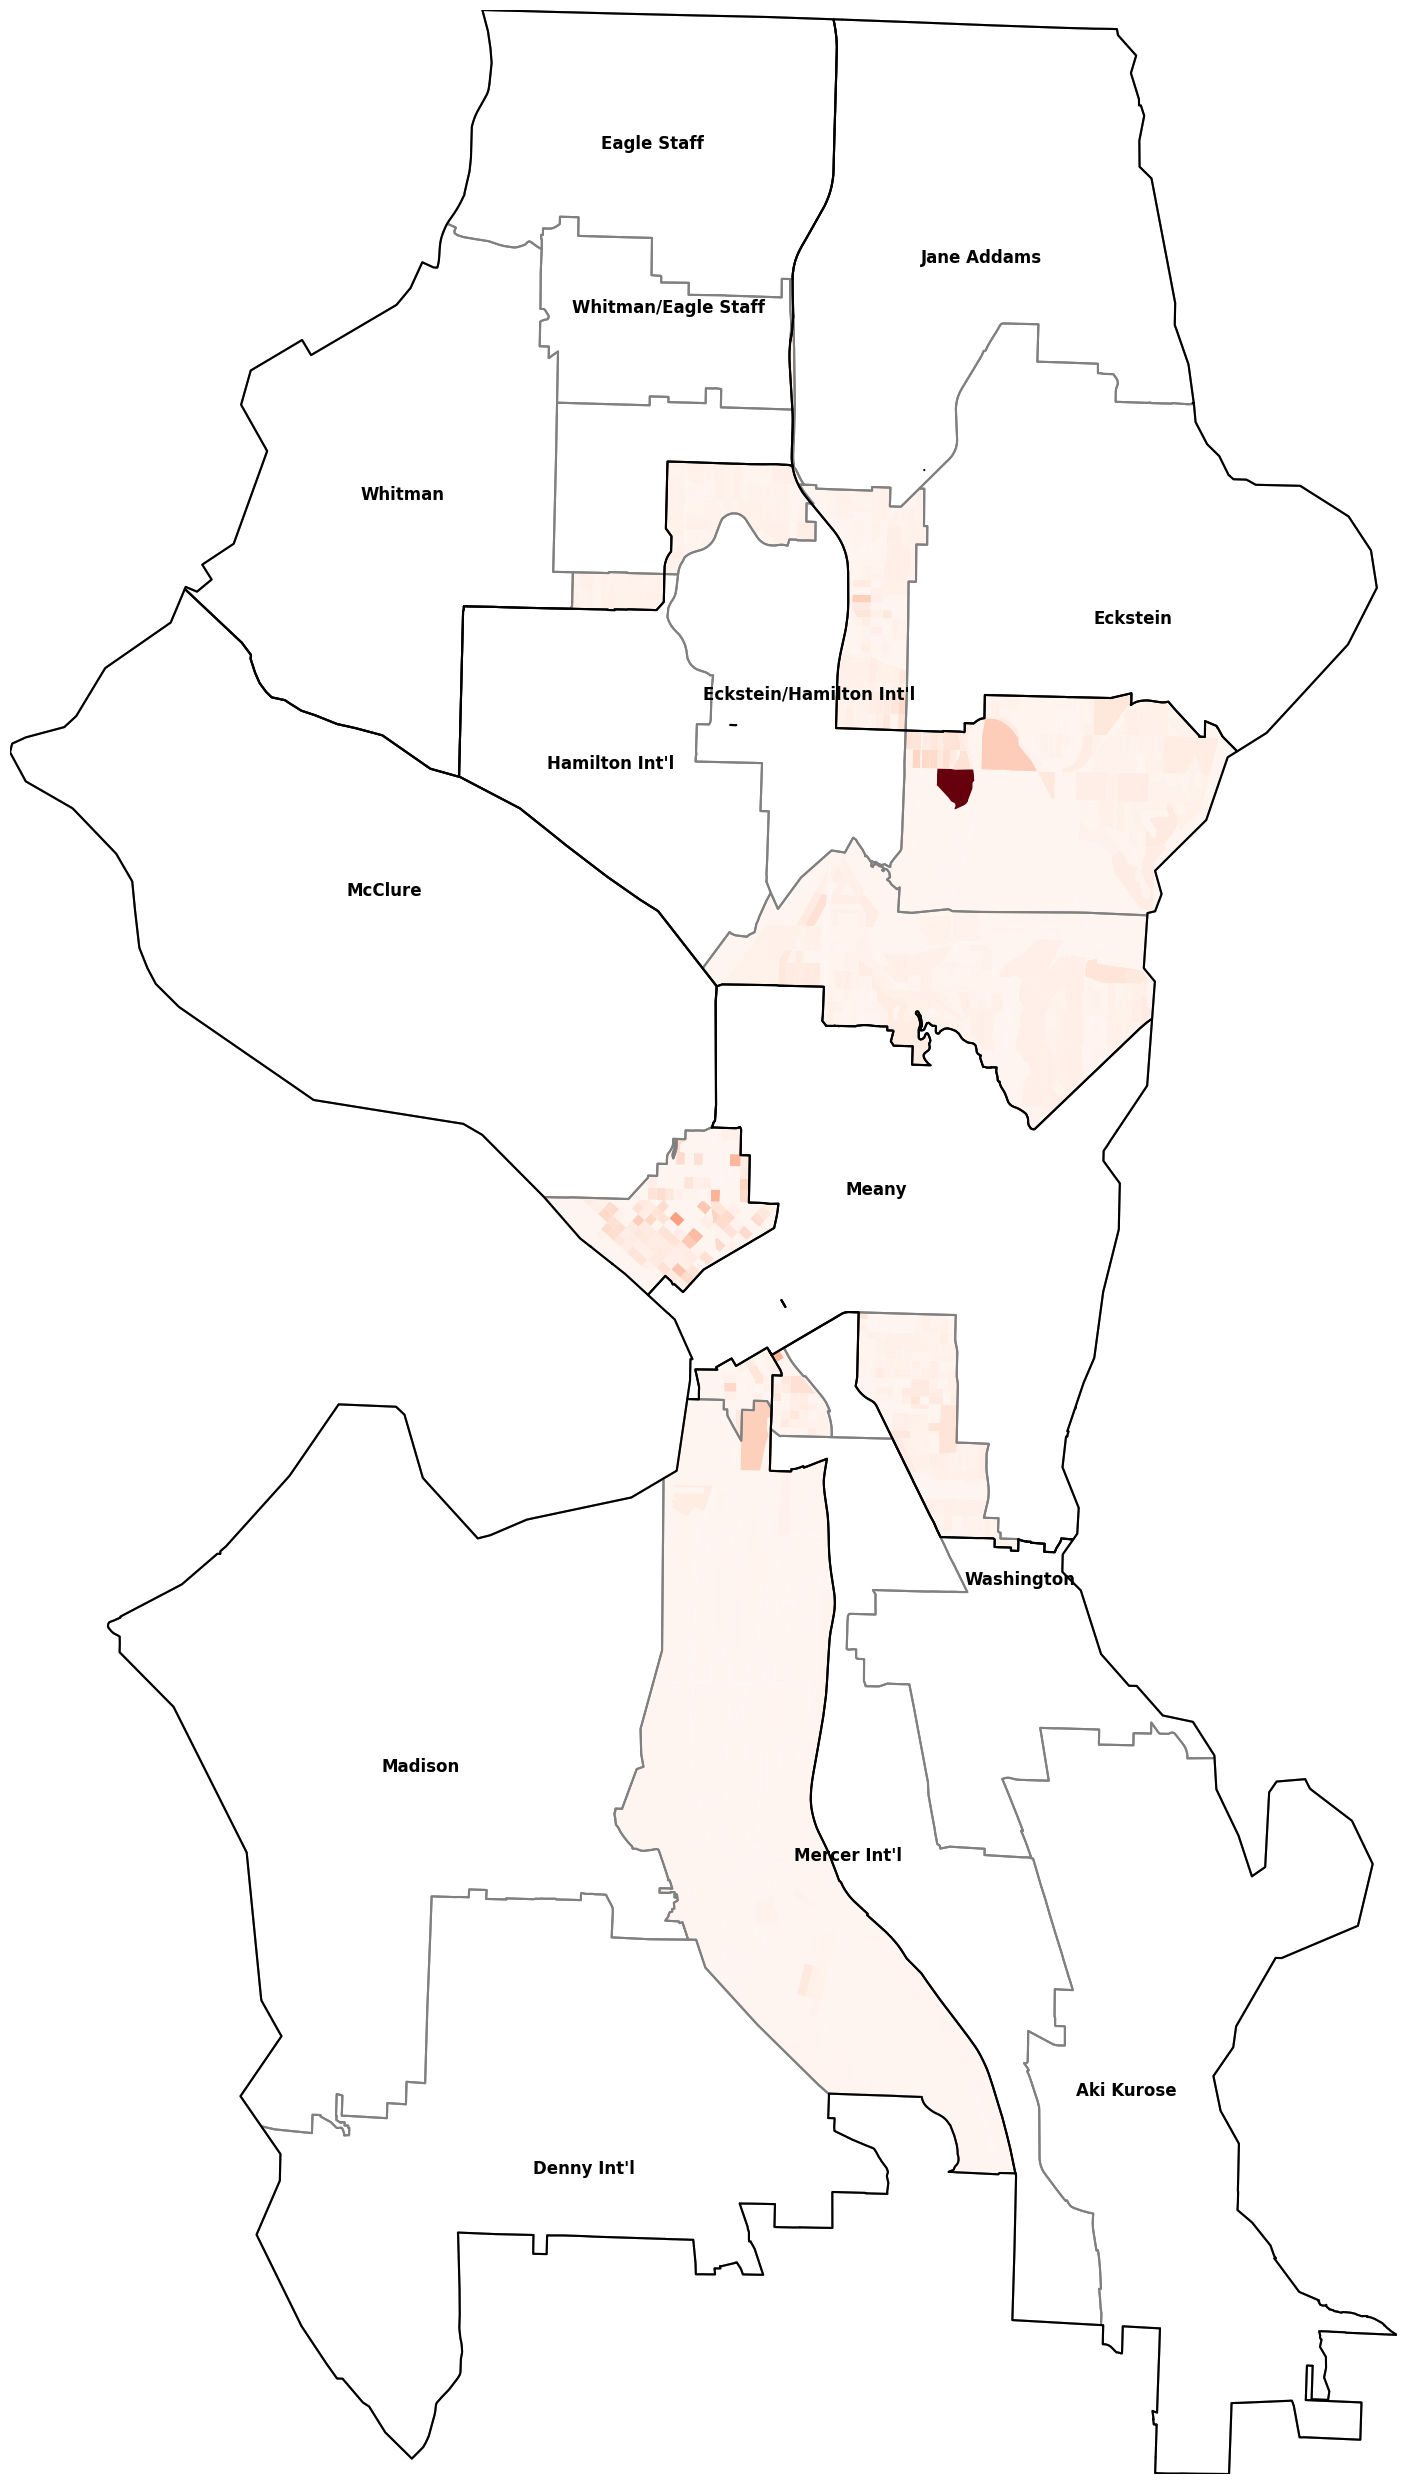 Eagle Staff
Jane Addams
Whitman/Eagle Staff
Whitman
Eckstein
Eckstein/Hamilton Int'l
Hamilton Int'l
McClure
Meany
Washington
Madison
Mercer Int'l
Aki Kurose
Denny Int'l